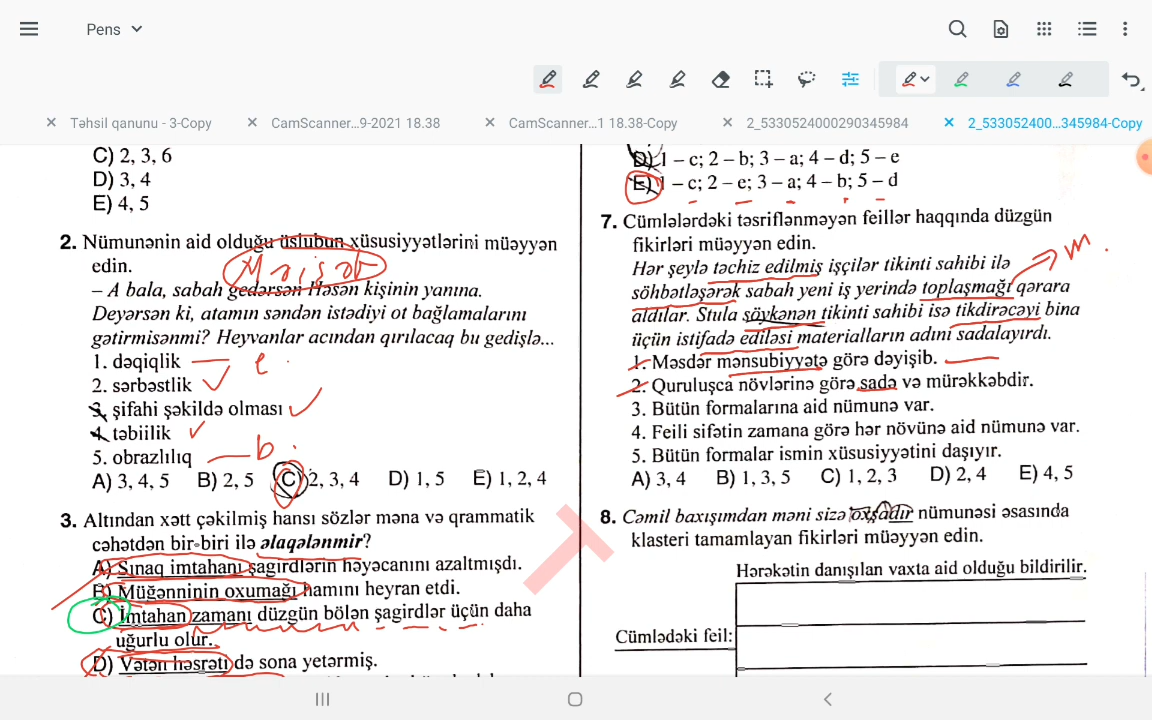 Pens
Təhsil qanunu - 3-Copy
CamScanner...9-2021 18.38
CamScanner...1 18.38-Copy
2_5330524000290345984
2_533052400...345984-Copy
C) 2, 3, 6
D) 3, 4
E) 4, 5
2. Nümunənin aid olduğu üslubun xüsusiyyətlərini müəyyən
edin.
Məişət
– A bala, sabah gedərsən Həsən kişinin yanına.
Deyərsən ki, atamın səndən istədiyi ot bağlamalarını
gətirmisənmi? Heyvanlar acından qırılacaq bu gedişlə...
1. dəqiqlik e.
2. sərbəstlik
3. şifahi şəkildə olması
4. təbiilik
5. obrazlılıq b.
A) 3, 4, 5 B) 2, 5 C) 2, 3, 4 D) 1, 5 E) 1, 2, 4
3. Altından xətt çəkilmiş hansı sözlər məna və qrammatik
cəhətdən bir-biri ilə əlaqələnmir?
A) Sınaq imtahanı şagirdlərin həyəcanını azaltmışdı.
B) Müğənninin oxumağı hamını heyran etdi.
C) İmtahan zamanı düzgün bölən şagirdlər üçün daha
uğurlu olur.
D) Vətən həsrəti də sona yetərmiş.
D) 1 – c; 2 – b; 3 – a; 4 – d; 5 – e
E) 1 – c; 2 – e; 3 – a; 4 – b; 5 – d
7. Cümlələrdəki təsriflənməyən feillər haqqında düzgün
fikirləri müəyyən edin.
m.
Hər şeylə təchiz edilmiş işçilər tikinti sahibi ilə
söhbətləşərək sabah yeni iş yerində toplaşmağı qərara
aldılar. Stula söykənən tikinti sahibi isə tikdirəcəyi bina
üçün istifadə ediləsi materialların adını sadalayırdı.
1. Məsdər mənsubiyyətə görə dəyişib.
2. Quruluşca növlərinə görə sadə və mürəkkəbdir.
3. Bütün formalarına aid nümunə var.
4. Feili sifətin zamana görə hər növünə aid nümunə var.
5. Bütün formalar ismin xüsusiyyətini daşıyır.
A) 3, 4 B) 1, 3, 5 C) 1, 2, 3 D) 2, 4 E) 4, 5
8. Cəmil baxışımdan məni sizə oxşadır nümunəsi əsasında
klasteri tamamlayan fikirləri müəyyən edin.
Hərəkətin danışılan vaxta aid olduğu bildirilir.
Cümlədəki feil: